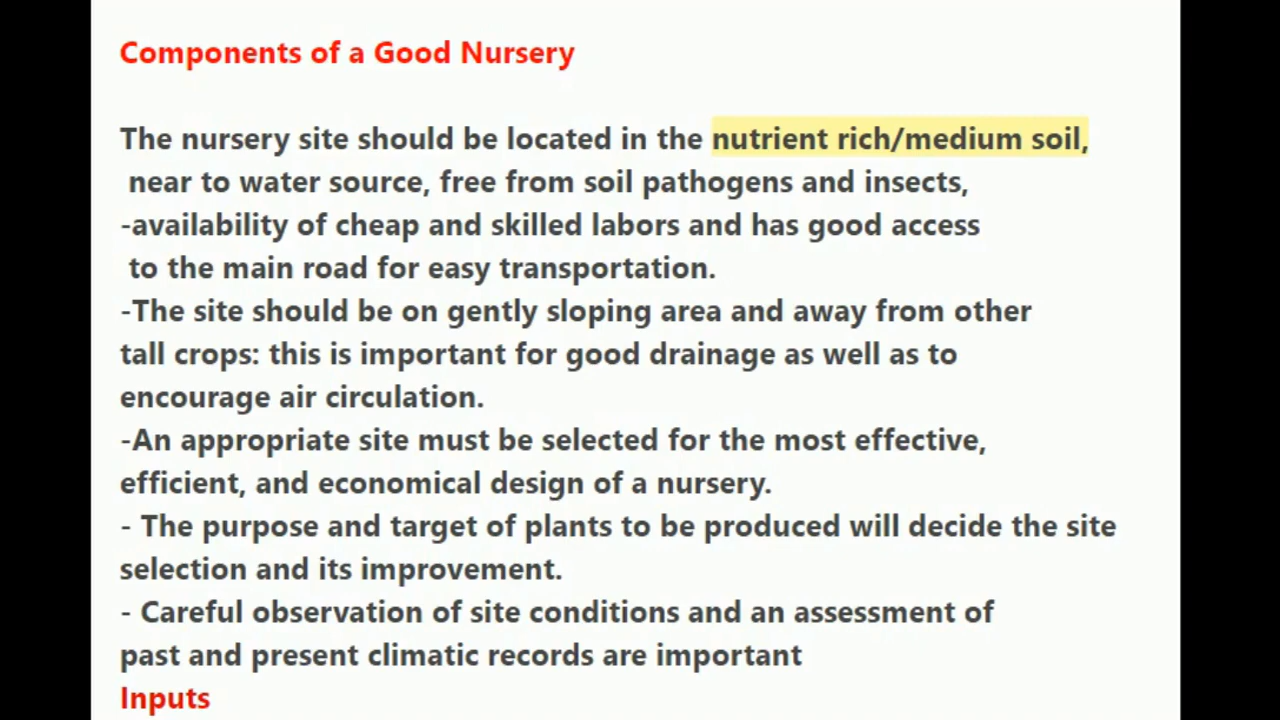 Components of a Good Nursery
The nursery site should be located in the nutrient rich/medium soil,
near to water source, free from soil pathogens and insects,
-availability of cheap and skilled labors and has good access
to the main road for easy transportation.
-The site should be on gently sloping area and away from other
tall crops: this is important for good drainage as well as to
encourage air circulation.
-An appropriate site must be selected for the most effective,
efficient, and economical design of a nursery.
- The purpose and target of plants to be produced will decide the site
selection and its improvement.
- Careful observation of site conditions and an assessment of
past and present climatic records are important
Inputs